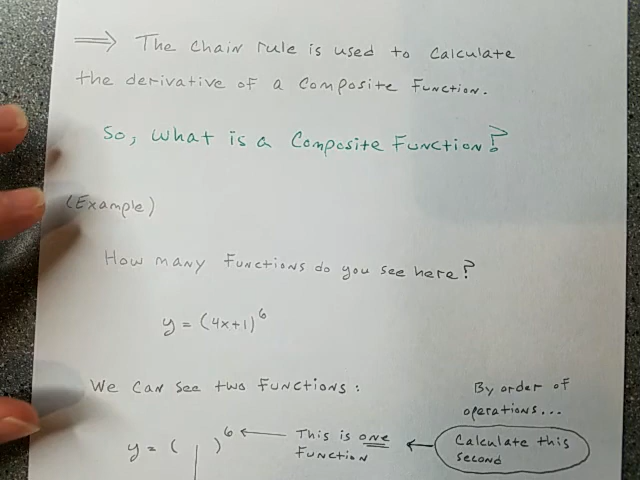 ⟹ The chain rule is used to calculate
the derivative of a composite function.
So, what is a composite function?
(Example)
How many functions do you see here?
y = (4x+1)⁶
We can see two functions:
By order of
operations...
y = ( )⁶ ← This is one
function
← Calculate this
second